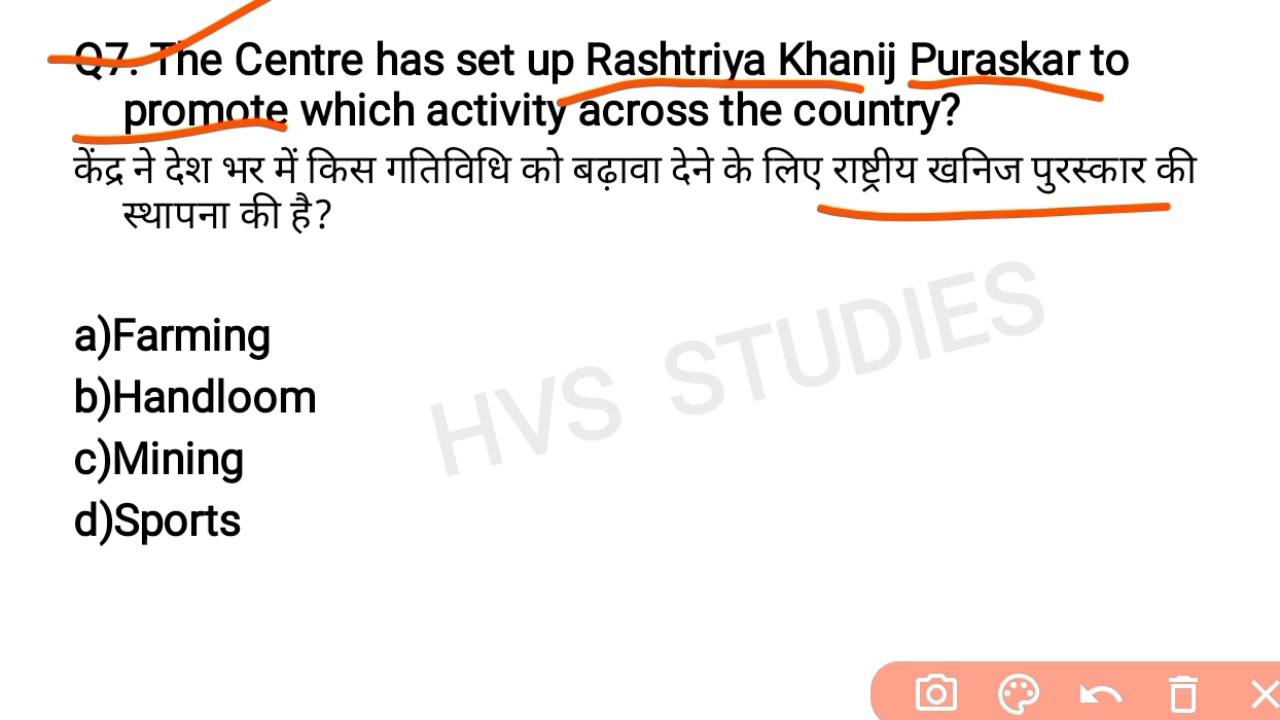 Q7. The Centre has set up Rashtriya Khanij Puraskar to
promote which activity across the country?
केंद्र ने देश भर में किस गतिविधि को बढ़ावा देने के लिए राष्ट्रीय खनिज पुरस्कार की
स्थापना की है?
a)Farming
b)Handloom
c)Mining
d)Sports
HVS STUDIES